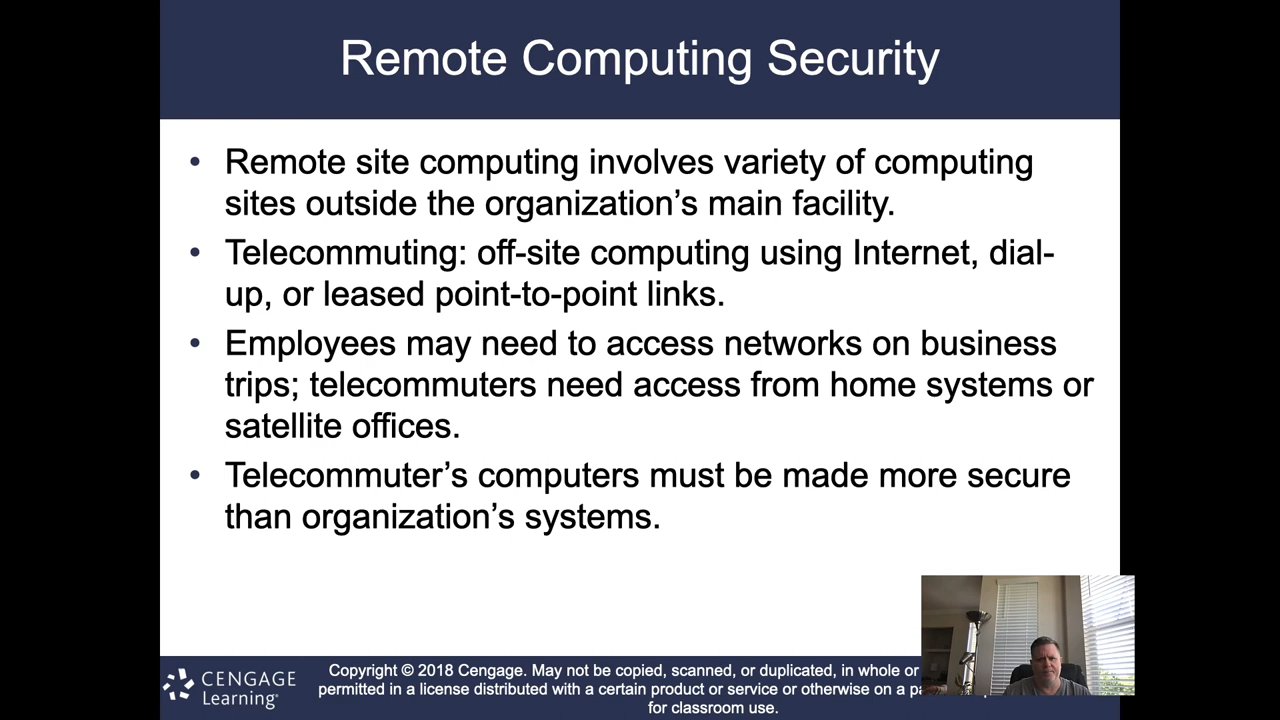 Remote Computing Security
• Remote site computing involves variety of computing
sites outside the organization’s main facility.
• Telecommuting: off-site computing using Internet, dial-
up, or leased point-to-point links.
• Employees may need to access networks on business
trips; telecommuters need access from home systems or
satellite offices.
• Telecommuter’s computers must be made more secure
than organization’s systems.
CENGAGE
Learning®
Copyright © 2018 Cengage. May not be copied, scanned, or duplicated, in whole or
permitted in a license distributed with a certain product or service or otherwise on a
for classroom use.